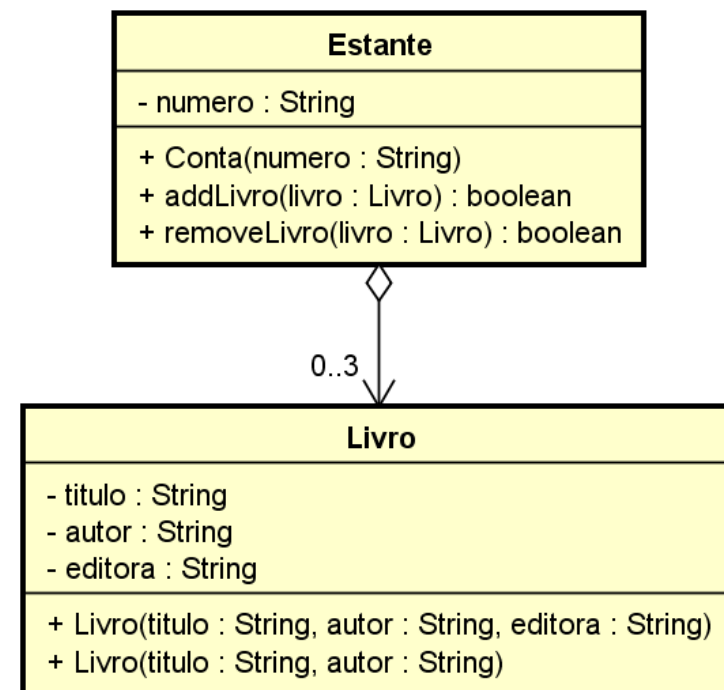 Estante
- numero : String
+ Conta(numero : String)
+ addLivro(livro : Livro) : boolean
+ removeLivro(livro : Livro) : boolean
0..3
Livro
- titulo : String
- autor : String
- editora : String
+ Livro(titulo : String, autor : String, editora : String)
+ Livro(titulo : String, autor : String)